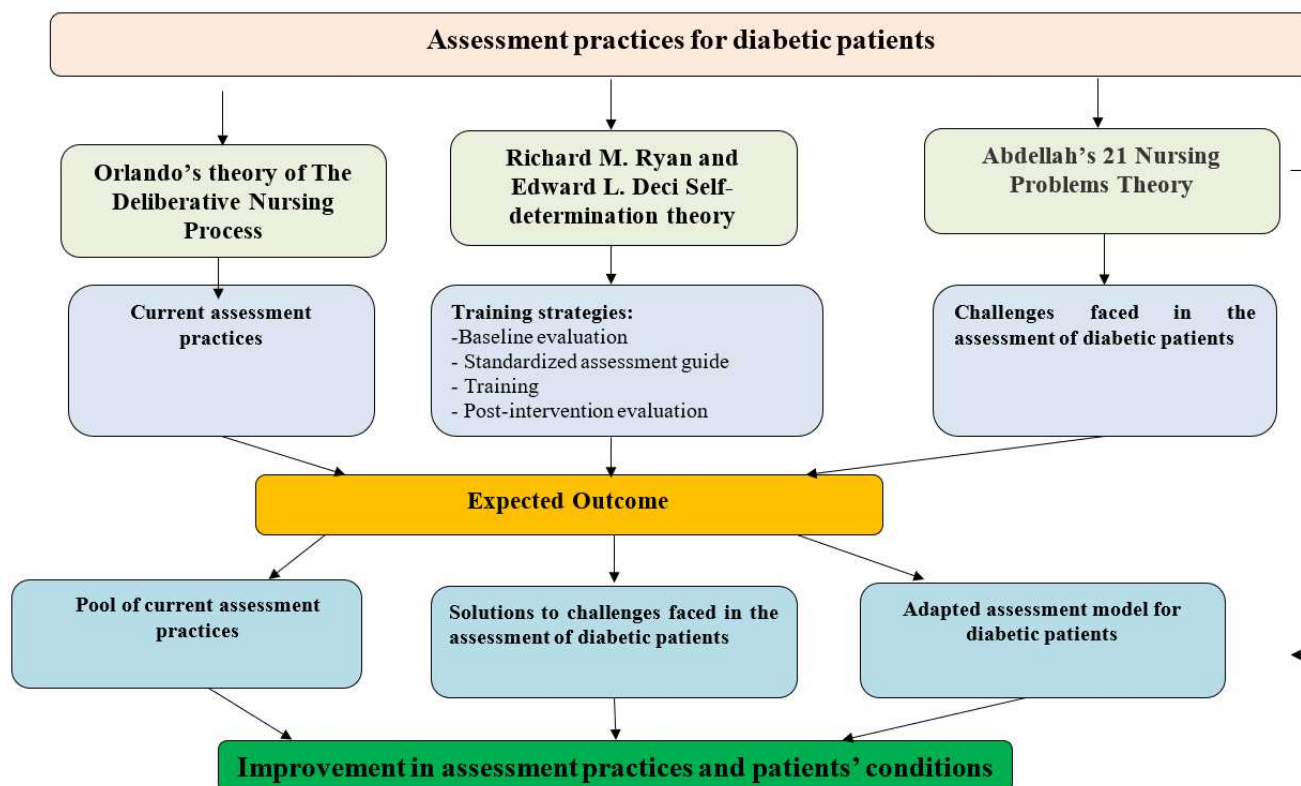 Assessment practices for diabetic patients
Orlando’s theory of The
Deliberative Nursing
Process
Richard M. Ryan and
Edward L. Deci Self-
determination theory
Abdellah’s 21 Nursing
Problems Theory
Current assessment
practices
Training strategies:
-Baseline evaluation
- Standardized assessment guide
- Training
- Post-intervention evaluation
Challenges faced in the
assessment of diabetic patients
Expected Outcome
Pool of current assessment
practices
Solutions to challenges faced in the
assessment of diabetic patients
Adapted assessment model for
diabetic patients
Improvement in assessment practices and patients’ conditions